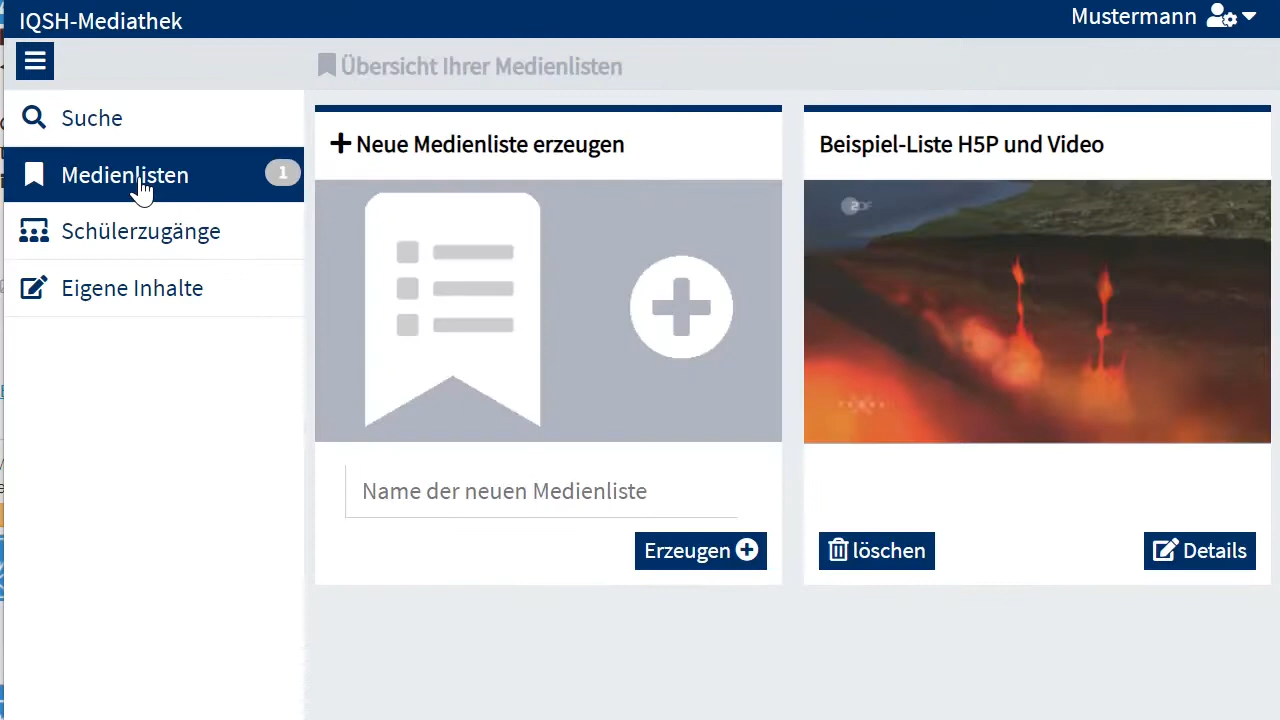 IQSH-Mediathek
Mustermann
Übersicht Ihrer Medienlisten
Suche
Medienlisten 1
Schülerzugänge
Eigene Inhalte
Neue Medienliste erzeugen
Name der neuen Medienliste
Erzeugen
Beispiel-Liste H5P und Video
ZDF
löschen
Details